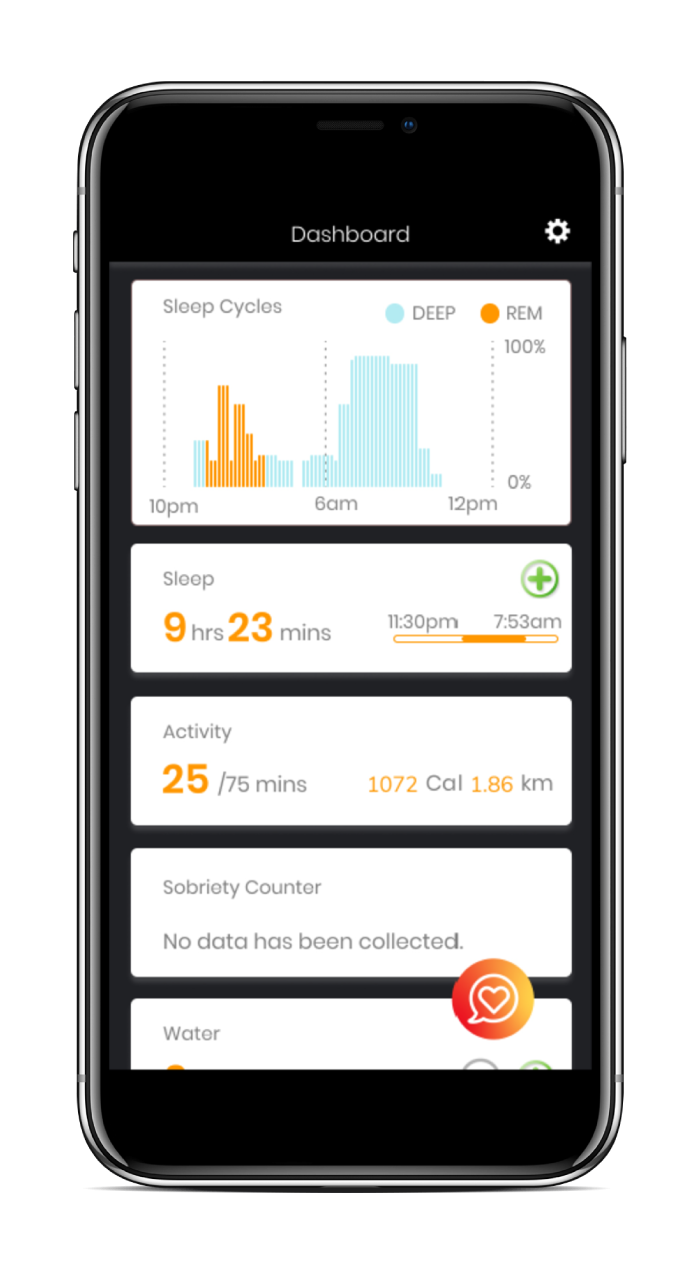 Dashboard
Sleep Cycles DEEP REM
100%
0%
10pm 6am 12pm
Sleep
9 hrs 23 mins 11:30pm 7:53am
Activity
25 /75 mins 1072 Cal 1.86 km
Sobriety Counter
No data has been collected.
Water